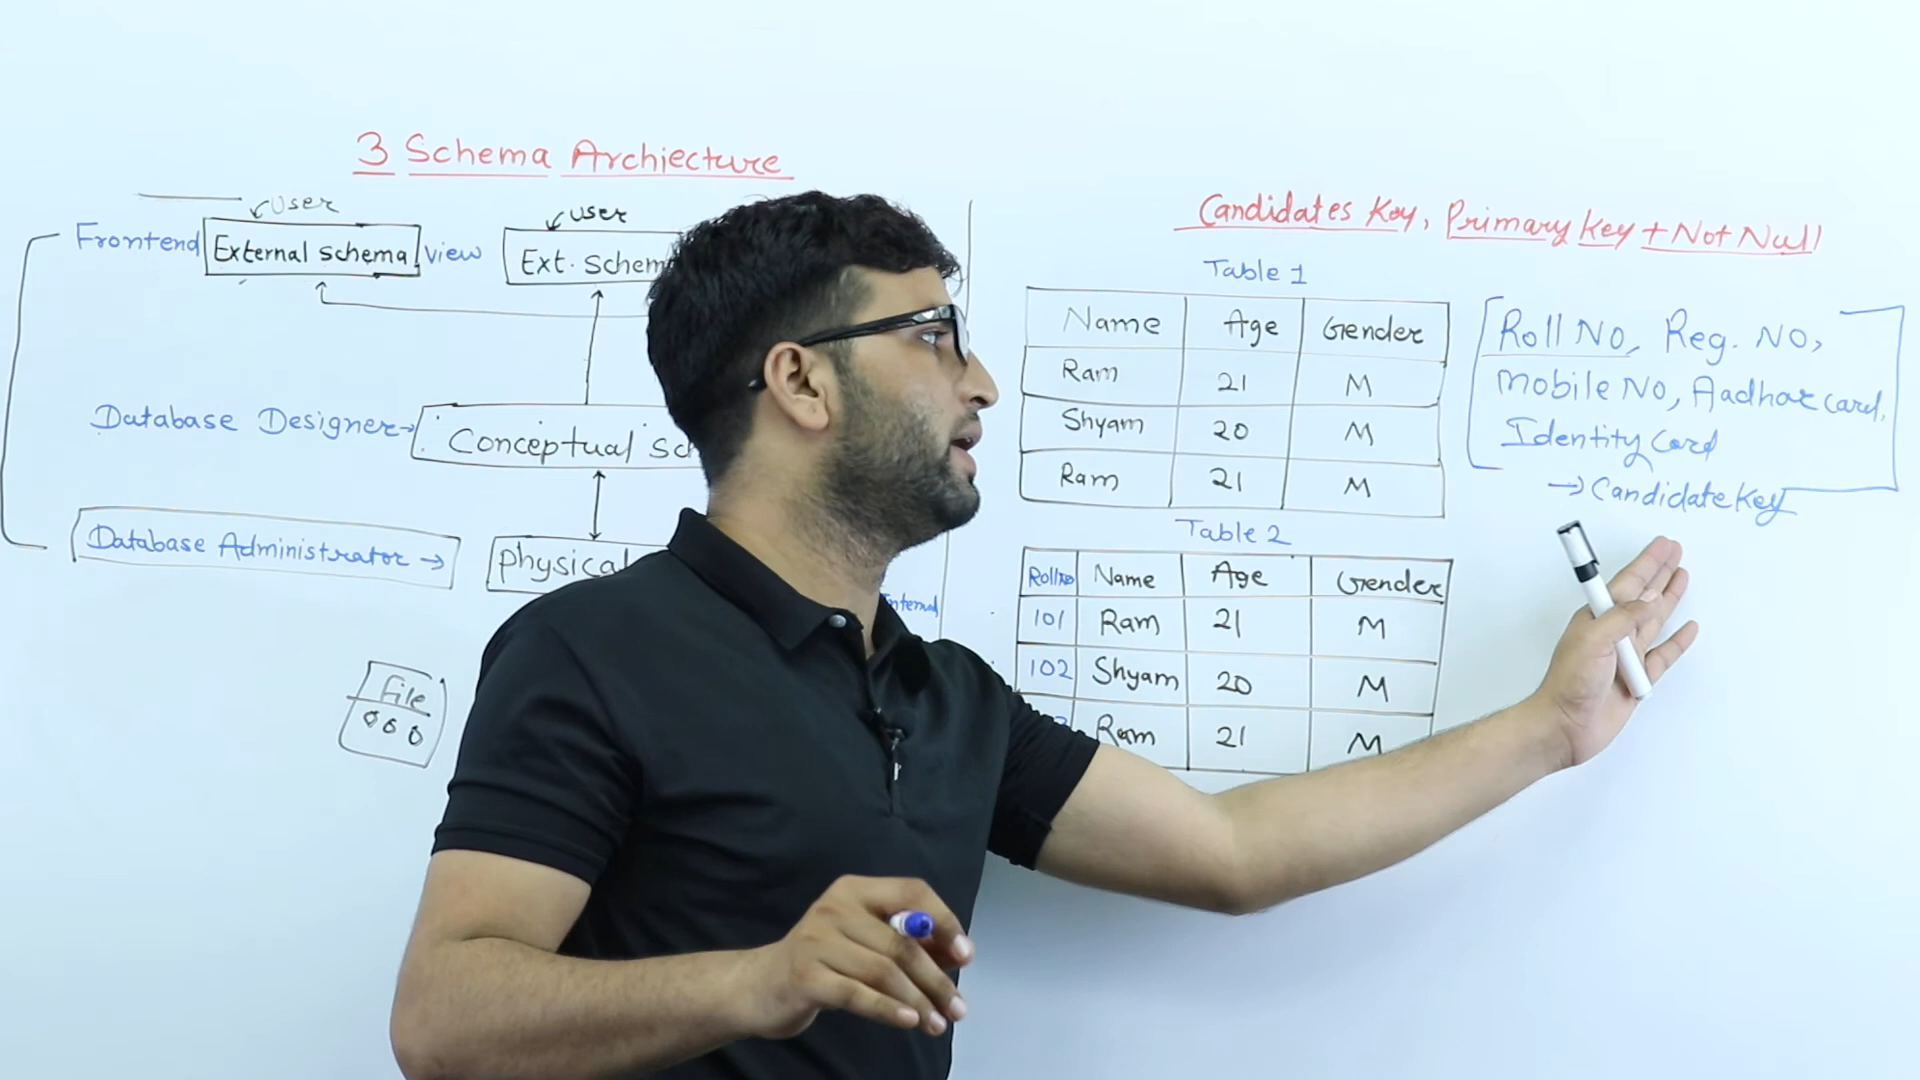 3 Schema Archiecture
user
user
Frontend
External schema
view
Ext. Schem
Database Designer
Conceptual sc
Database Administrator
physical
Internal
File
Candidates Key, Primary Key + Not Null
Table 1
Name Age Gender
Ram 21 M
Shyam 20 M
Ram 21 M
Roll No, Reg. No,
Mobile No, Aadhar card,
Identity Card
→ Candidate Key
Table 2
Roll No Name Age Gender
101 Ram 21 M
102 Shyam 20 M
Ram 21 M